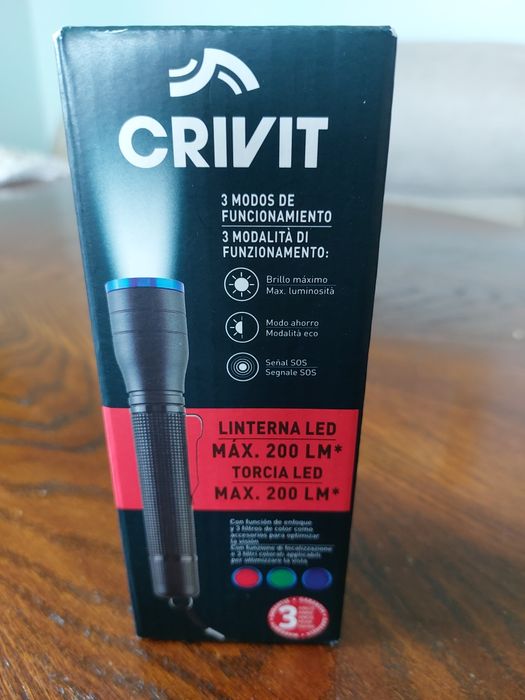 CRIVIT
3 MODOS DE
FUNCIONAMIENTO
3 MODALITÀ DI
FUNZIONAMENTO:
Brillo máximo
Max. luminosità
Modo ahorro
Modalità eco
Señal SOS
Segnale SOS
LINTERNA LED
MÁX. 200 LM*
TORCIA LED
MAX. 200 LM*
Con función de enfoque
y 3 filtros de color como
accesorios para optimizar
la visión
Con funzione di focalizzazione
e 3 filtri colorati applicabili
per ottimizzare la vista
3